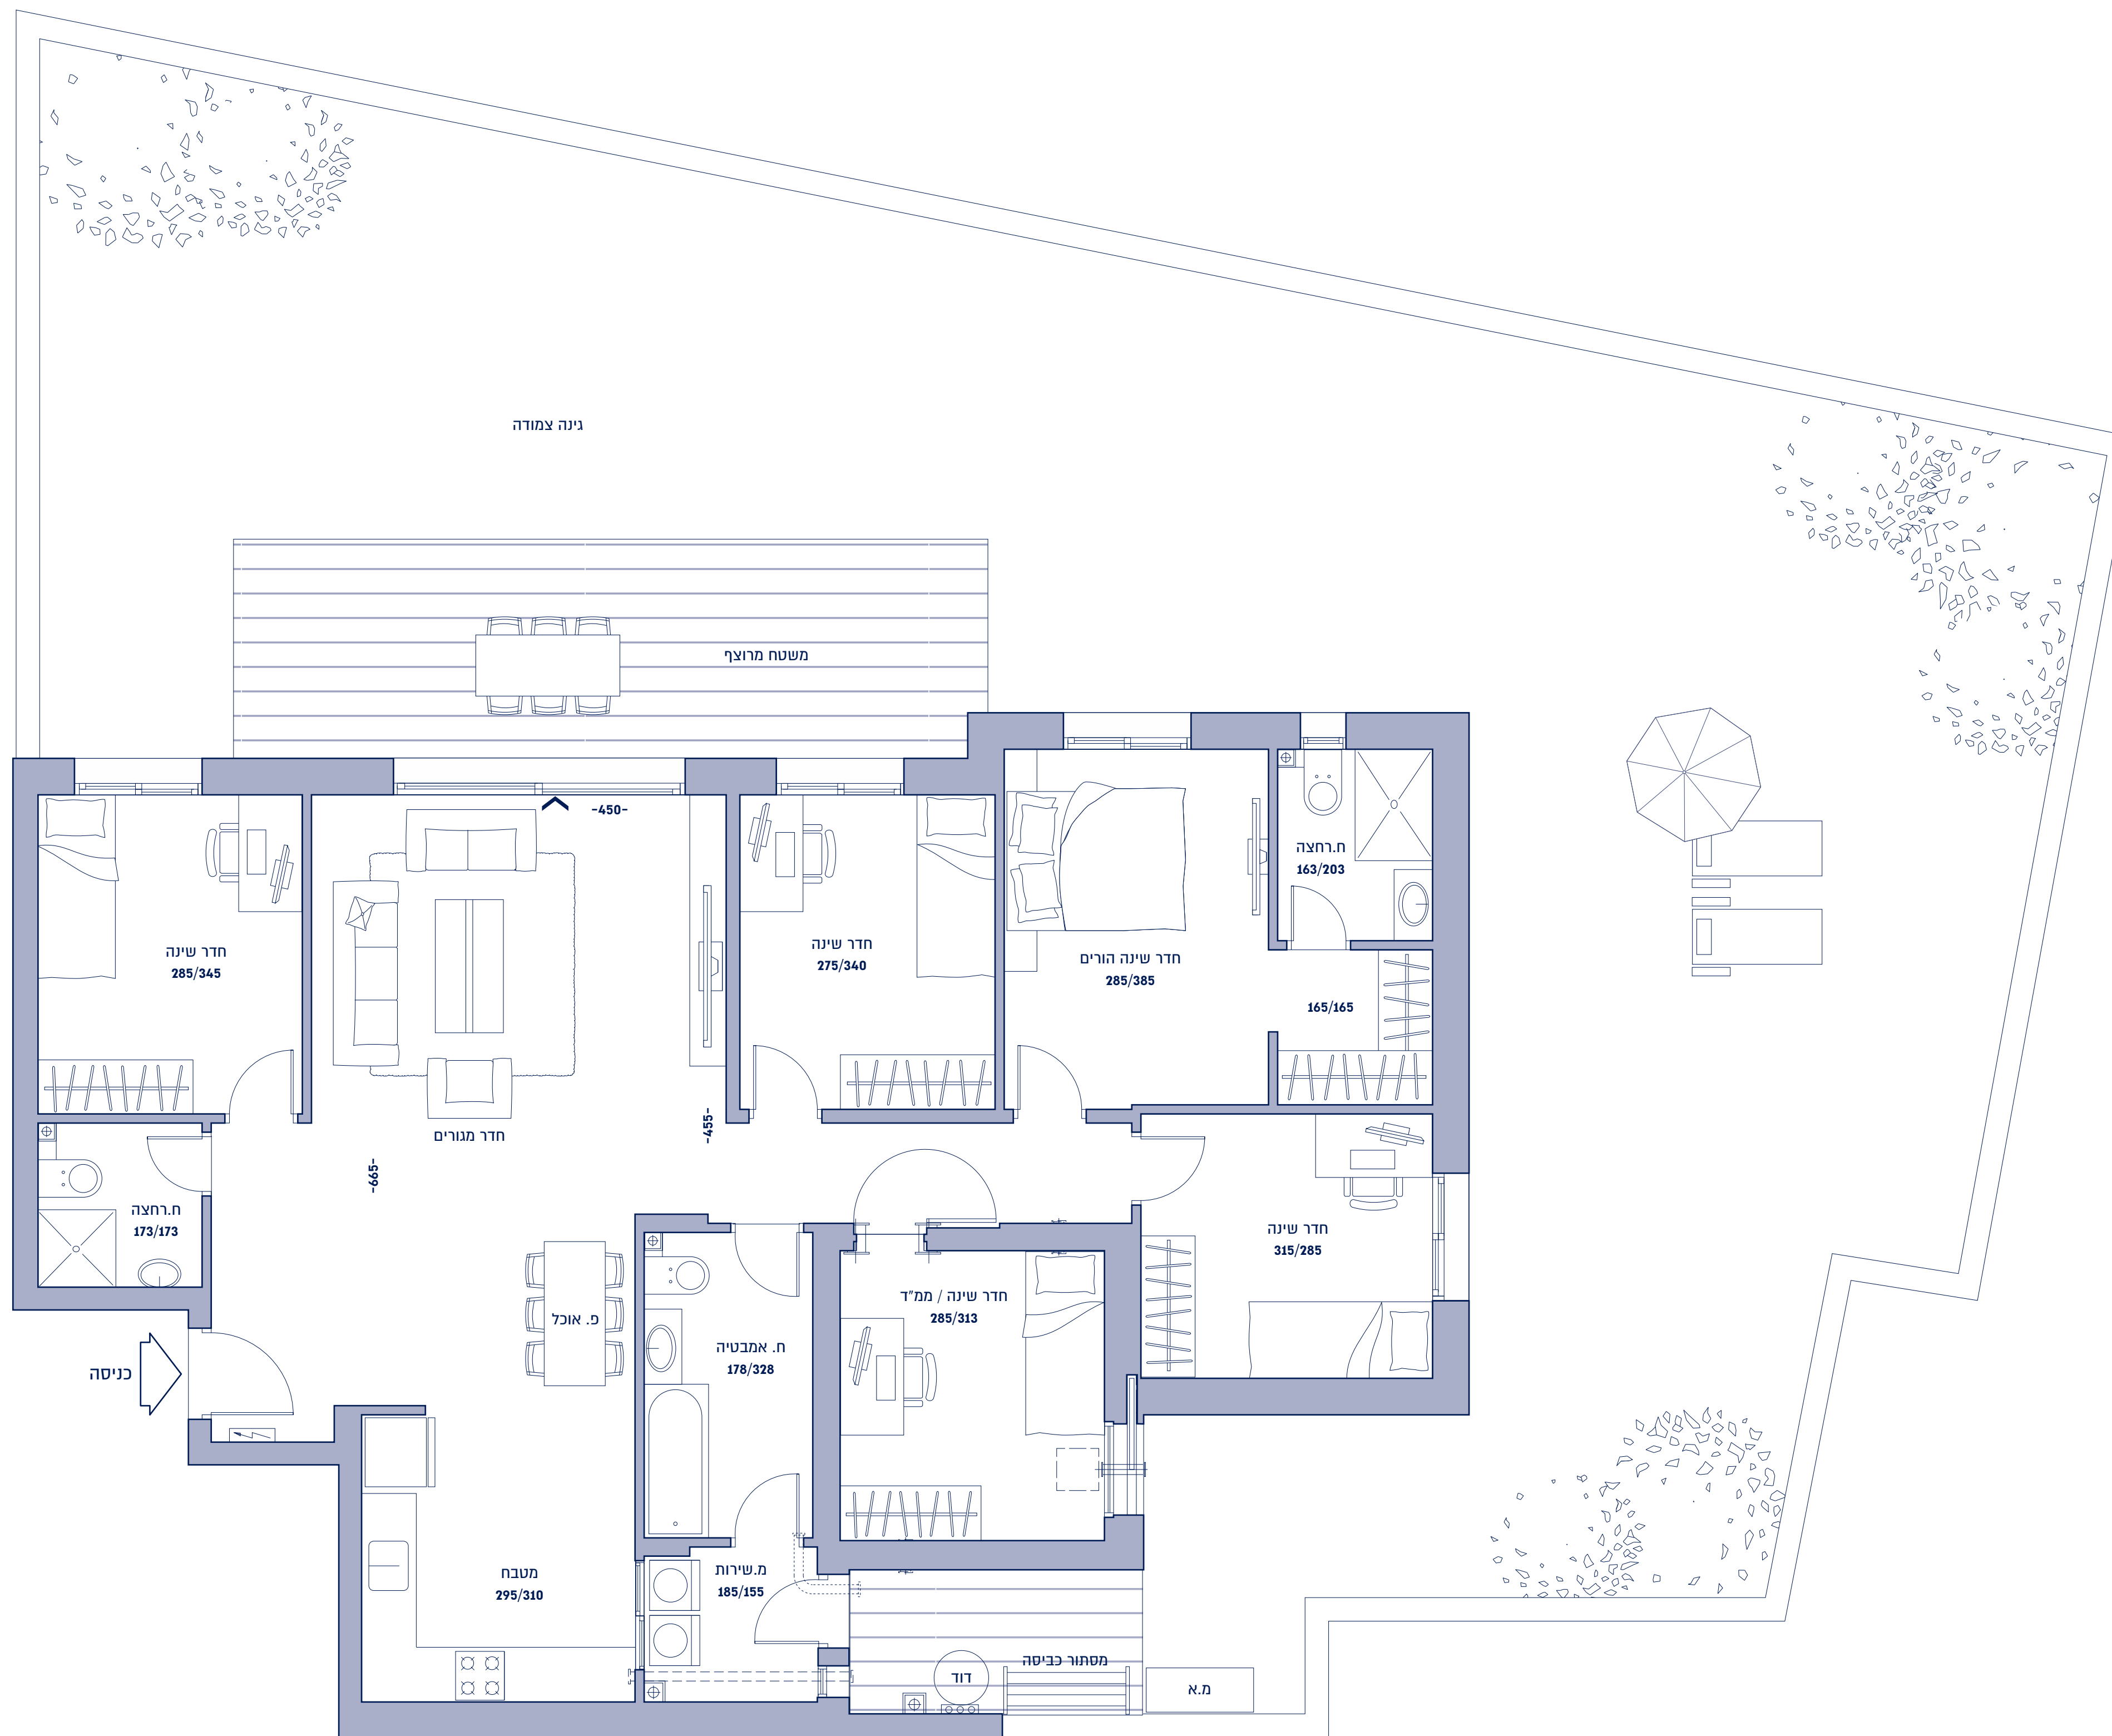 גינה צמודה
משטח מרוצף
-450-
ח.רחצה
163/203
חדר שינה
285/345
חדר שינה
275/340
חדר שינה הורים
285/385
165/165
-455-
חדר מגורים
-665-
ח.רחצה
173/173
חדר שינה
315/285
חדר שינה / ממ"ד
285/313
פ. אוכל
ח. אמבטיה
178/328
כניסה
מטבח
295/310
מ.שירות
185/155
מסתור כביסה
דוד
מ.א